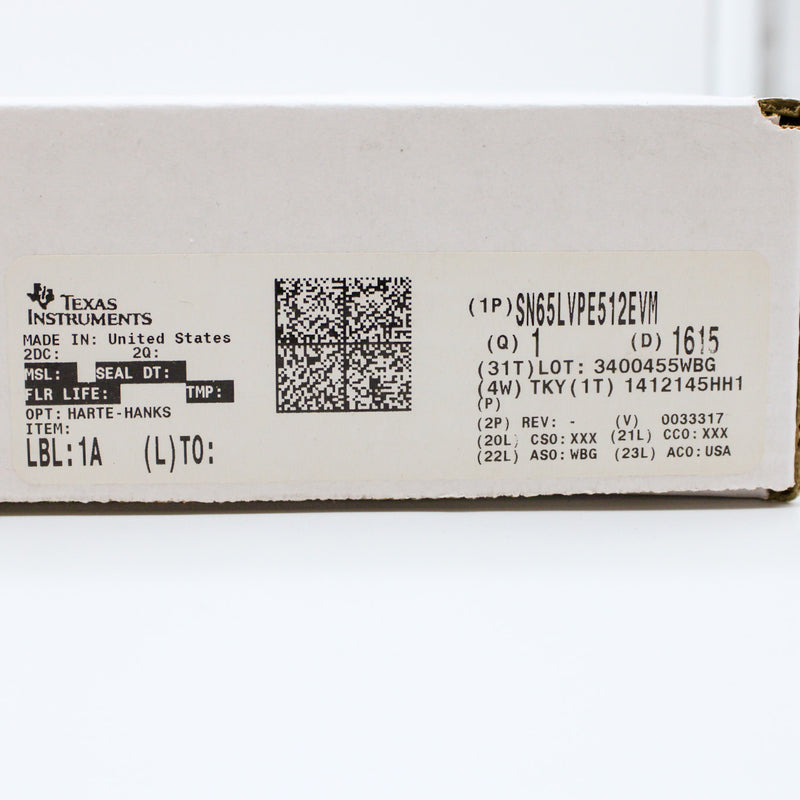 TEXAS
INSTRUMENTS
MADE IN: United States
2DC: 2Q:
MSL: SEAL DT:
FLR LIFE: TMP:
OPT: HARTE-HANKS
ITEM:
LBL: 1A (L)TO:
(1P) SN65LVPE512EVM
(Q) 1 (D) 1615
(31T)LOT: 3400455WBG
(4W) TKY(1T) 1412145HH1
(P)
(2P) REV: - (V) 0033317
(20L) CSO: XXX (21L) CCO: XXX
(22L) ASO: WBG (23L) ACO: USA